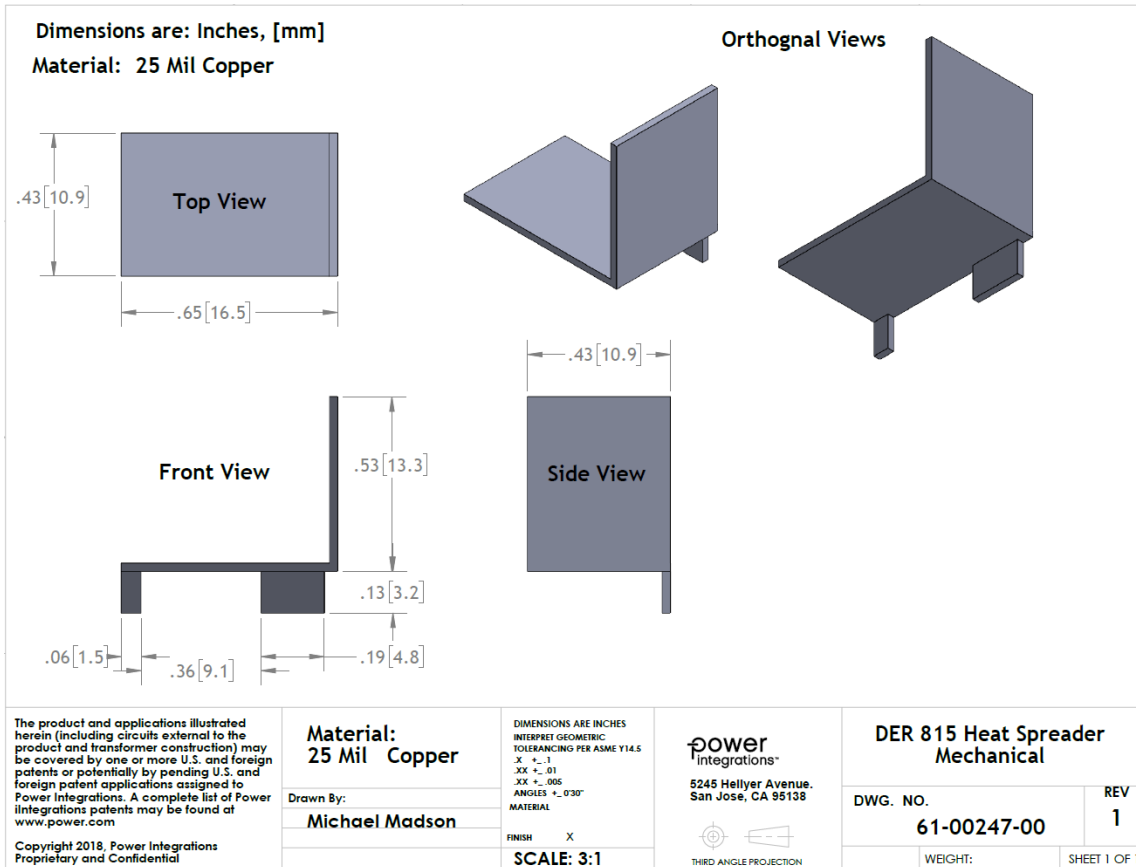 Dimensions are: Inches, [mm]
Material: 25 Mil Copper
Orthognal Views
.43[10.9]
Top View
.65[16.5]
.43[10.9]
Front View
.53[13.3]
Side View
.13[3.2]
.06[1.5]
.36[9.1]
.19[4.8]
The product and applications illustrated
herein (including circuits external to the
product and transformer construction) may
be covered by one or more U.S. and foreign
patents or potentially by pending U.S. and
foreign patent applications assigned to
Power Integrations. A complete list of Power
Iintegrations patents may be found at
www.power.com
Copyright 2018, Power Integrations
Proprietary and Confidential
Material:
25 Mil Copper
Drawn By:
Michael Madson
DIMENSIONS ARE INCHES
INTERPRET GEOMETRIC
TOLERANCING PER ASME Y14.5
.X +_ .1
.XX +_ .01
.XX +_ .005
ANGLES +_ 0'30"
MATERIAL
FINISH X
SCALE: 3:1
power
integrations™
5245 Hellyer Avenue.
San Jose, CA 95138
THIRD ANGLE PROJECTION
DER 815 Heat Spreader
Mechanical
DWG. NO.
61-00247-00
REV
1
WEIGHT:
SHEET 1 OF